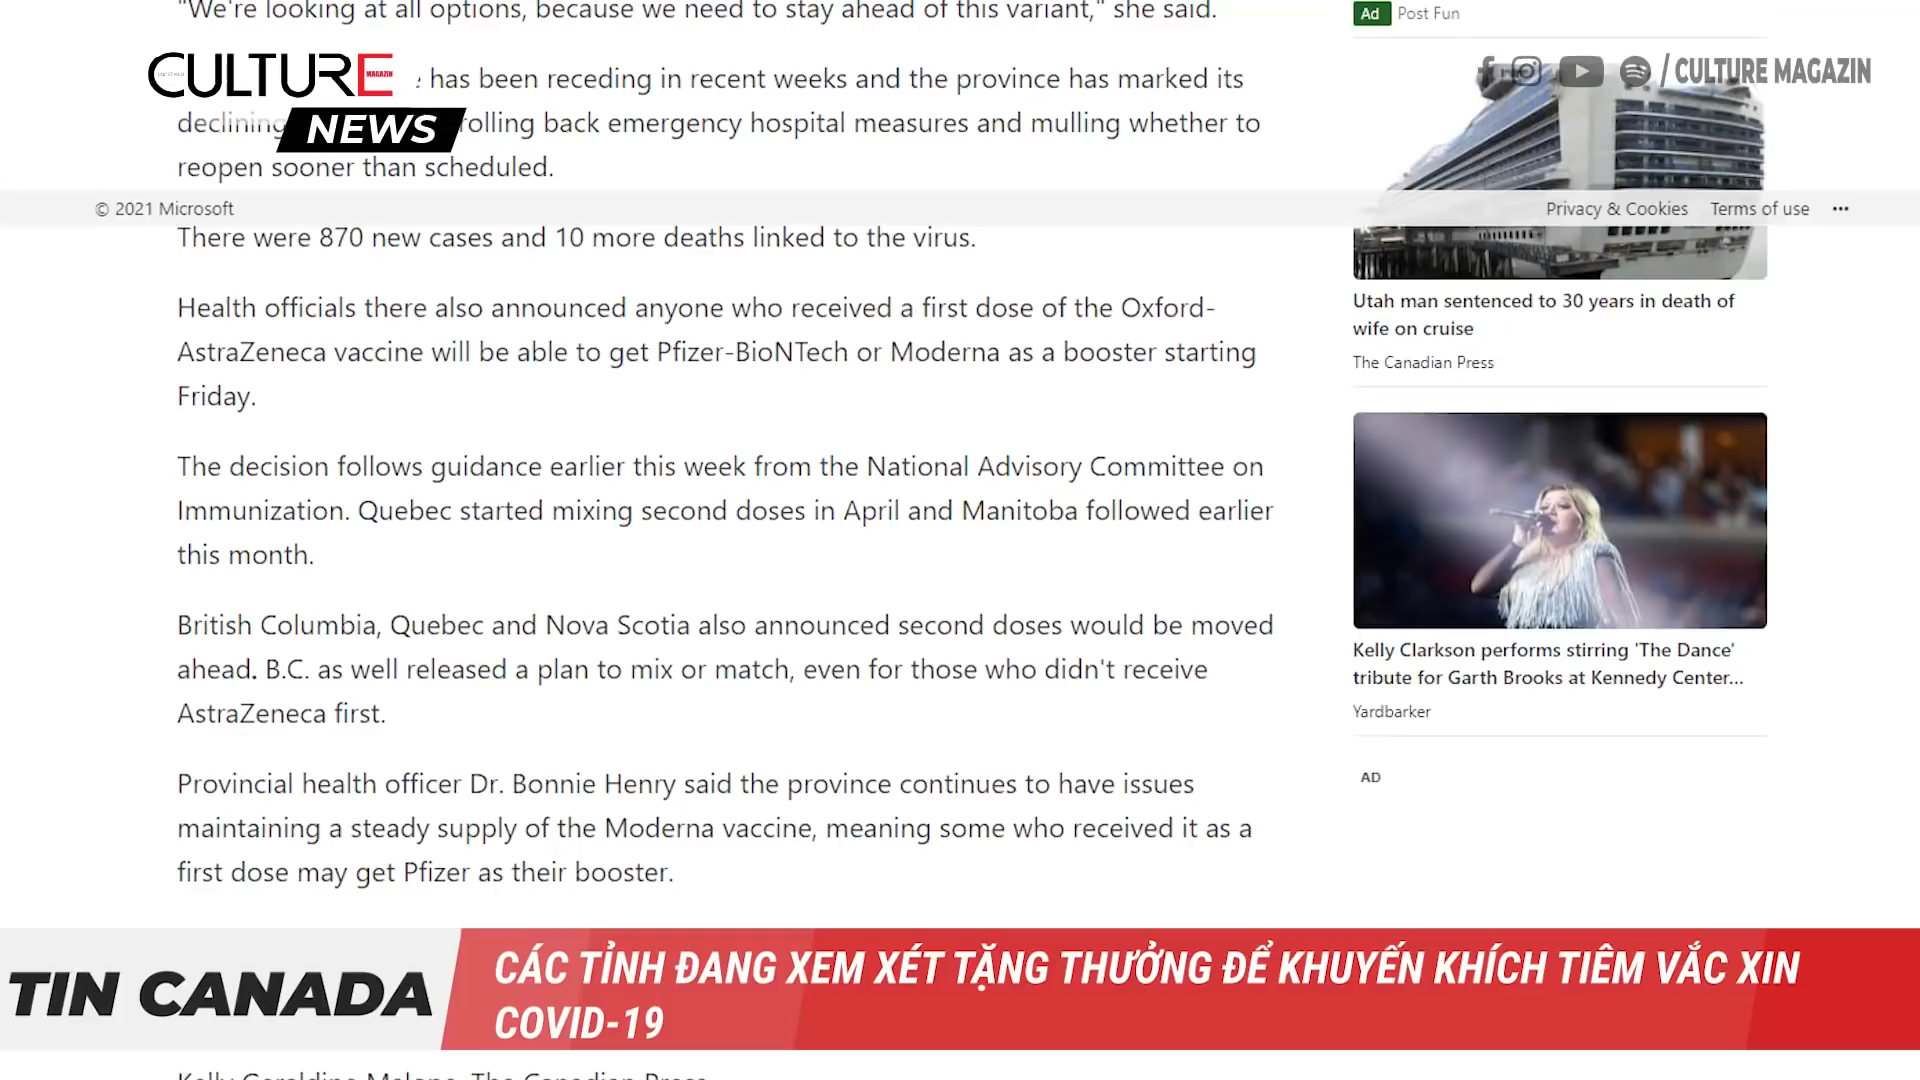 "We're looking at all options, because we need to stay ahead of this variant," she said.
has been receding in recent weeks and the province has marked its
declining rolling back emergency hospital measures and mulling whether to
reopen sooner than scheduled.
CULTURE
MAGAZIN
NEWS
© 2021 Microsoft
Privacy & Cookies
Terms of use
There were 870 new cases and 10 more deaths linked to the virus.
Health officials there also announced anyone who received a first dose of the Oxford-
AstraZeneca vaccine will be able to get Pfizer-BioNTech or Moderna as a booster starting
Friday.
The decision follows guidance earlier this week from the National Advisory Committee on
Immunization. Quebec started mixing second doses in April and Manitoba followed earlier
this month.
British Columbia, Quebec and Nova Scotia also announced second doses would be moved
ahead. B.C. as well released a plan to mix or match, even for those who didn't receive
AstraZeneca first.
Provincial health officer Dr. Bonnie Henry said the province continues to have issues
maintaining a steady supply of the Moderna vaccine, meaning some who received it as a
first dose may get Pfizer as their booster.
Ad Post Fun
/ CULTURE MAGAZIN
Utah man sentenced to 30 years in death of
wife on cruise
The Canadian Press
Kelly Clarkson performs stirring 'The Dance'
tribute for Garth Brooks at Kennedy Center...
Yardbarker
AD
TIN CANADA
CÁC TỈNH ĐANG XEM XÉT TẶNG THƯỞNG ĐỂ KHUYẾN KHÍCH TIÊM VẮC XIN
COVID-19
Kelly Geraldine Malone, The Canadian Press